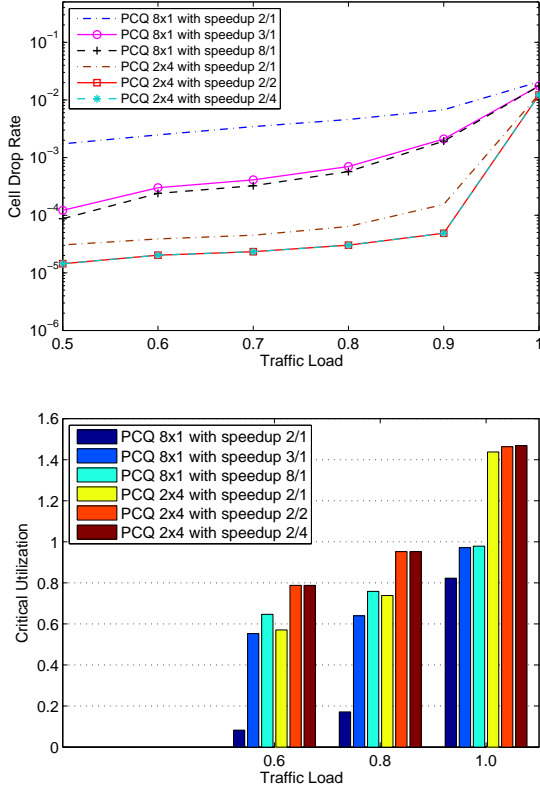 PCQ 8x1 with speedup 2/1
PCQ 8x1 with speedup 3/1
PCQ 8x1 with speedup 8/1
PCQ 2x4 with speedup 2/1
PCQ 2x4 with speedup 2/2
PCQ 2x4 with speedup 2/4
Cell Drop Rate
10⁻¹
10⁻²
10⁻³
10⁻⁴
10⁻⁵
10⁻⁶
0.5 0.6 0.7 0.8 0.9 1
Traffic Load
PCQ 8x1 with speedup 2/1
PCQ 8x1 with speedup 3/1
PCQ 8x1 with speedup 8/1
PCQ 2x4 with speedup 2/1
PCQ 2x4 with speedup 2/2
PCQ 2x4 with speedup 2/4
Critical Utilization
1.6
1.4
1.2
1
0.8
0.6
0.4
0.2
0
0.6 0.8 1.0
Traffic Load